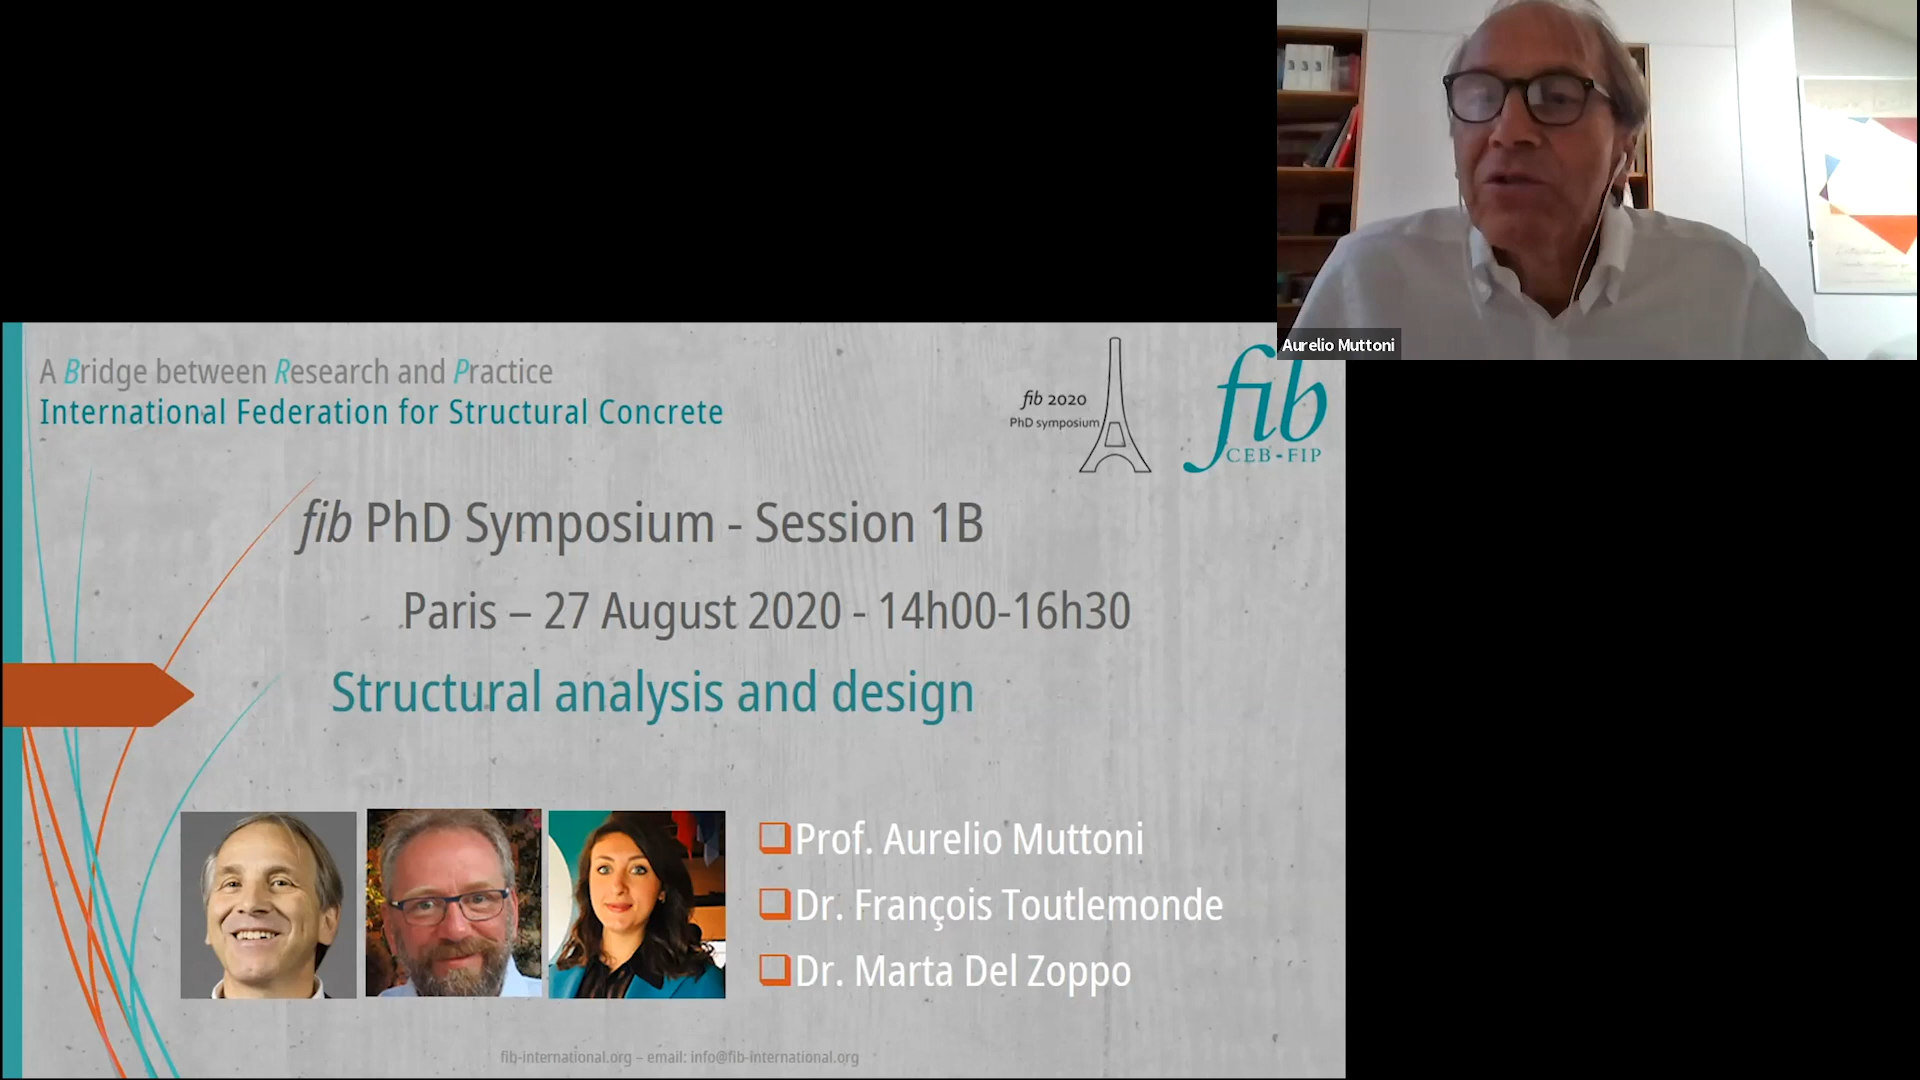 Aurelio Muttoni
A Bridge between Research and Practice
International Federation for Structural Concrete
fib 2020
PhD symposium
fib
CEB-FIP
fib PhD Symposium - Session 1B
Paris – 27 August 2020 - 14h00-16h30
Structural analysis and design
Prof. Aurelio Muttoni
Dr. François Toutlemonde
Dr. Marta Del Zoppo
fib-international.org – email: info@fib-international.org